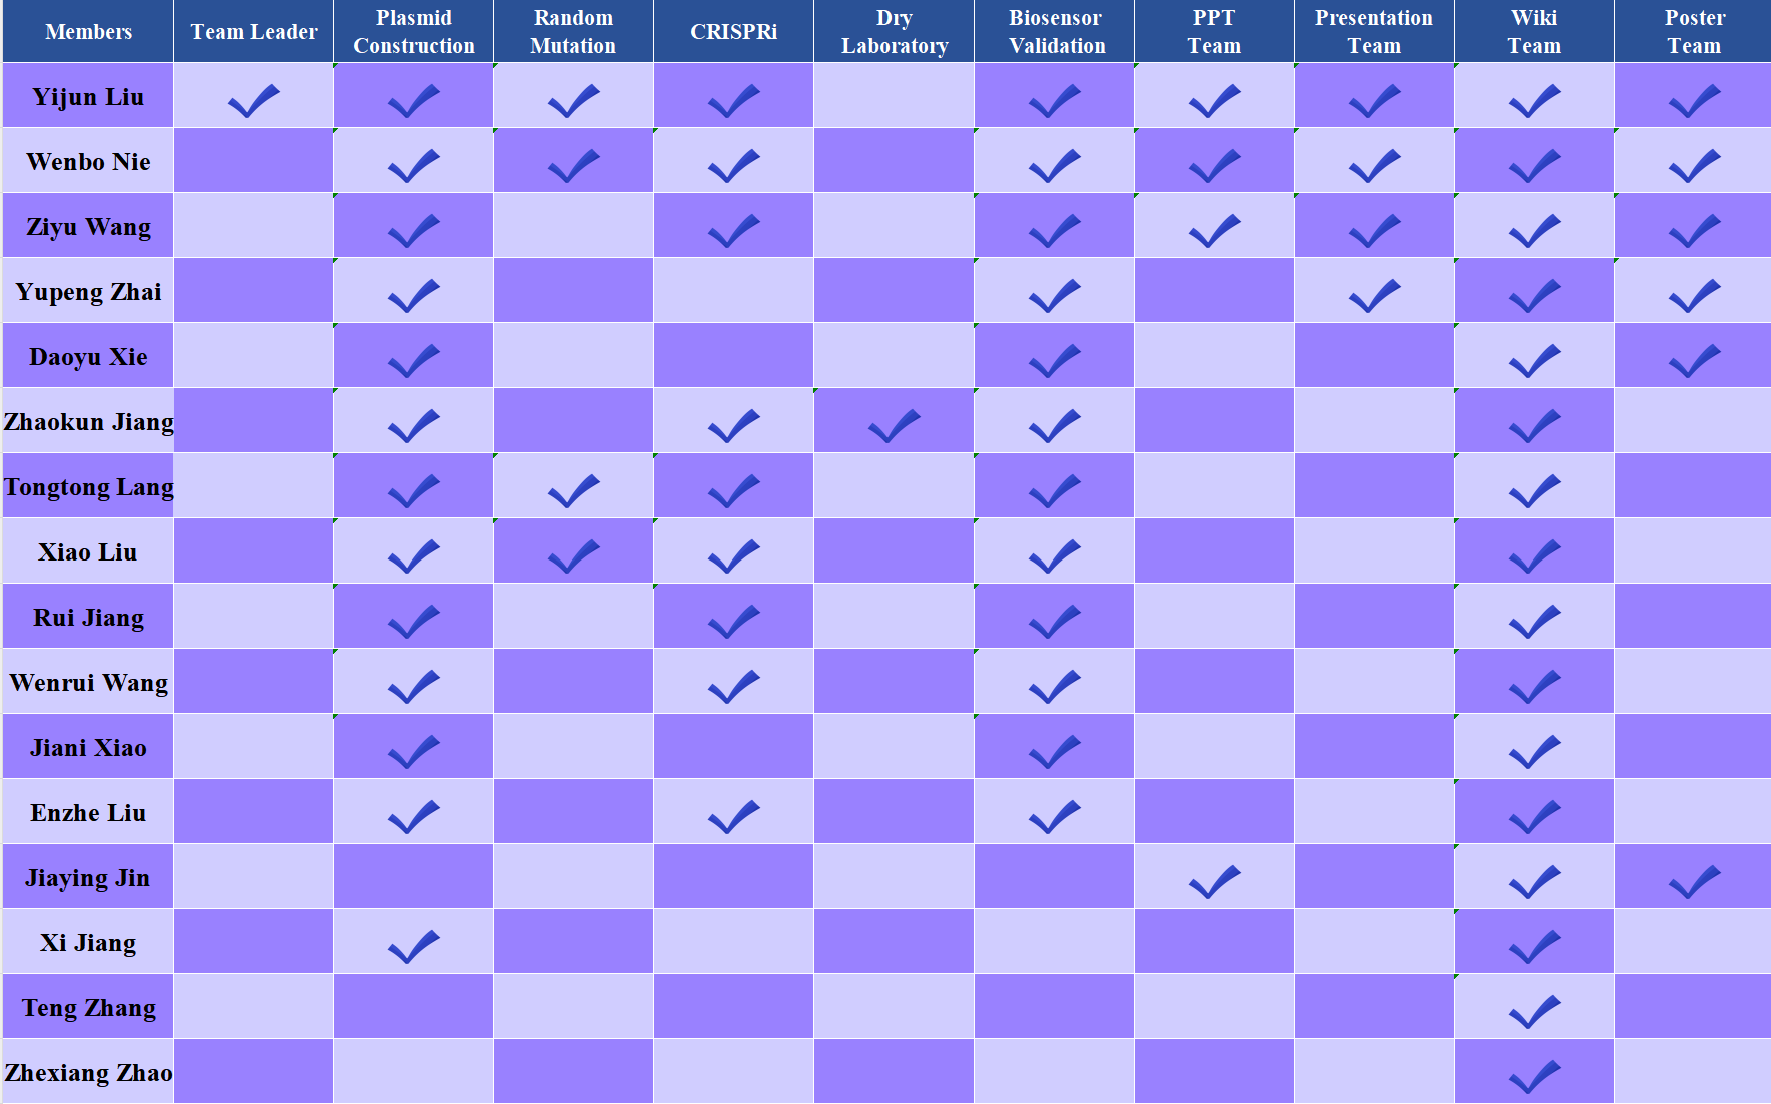 Members Team Leader Plasmid Construction Random Mutation CRISPRi Dry Laboratory Biosensor Validation PPT Team Presentation Team Wiki Team Poster Team
Yijun Liu
Wenbo Nie
Ziyu Wang
Yupeng Zhai
Daoyu Xie
Zhaokun Jiang
Tongtong Lang
Xiao Liu
Rui Jiang
Wenrui Wang
Jiani Xiao
Enzhe Liu
Jiaying Jin
Xi Jiang
Teng Zhang
Zhexiang Zhao